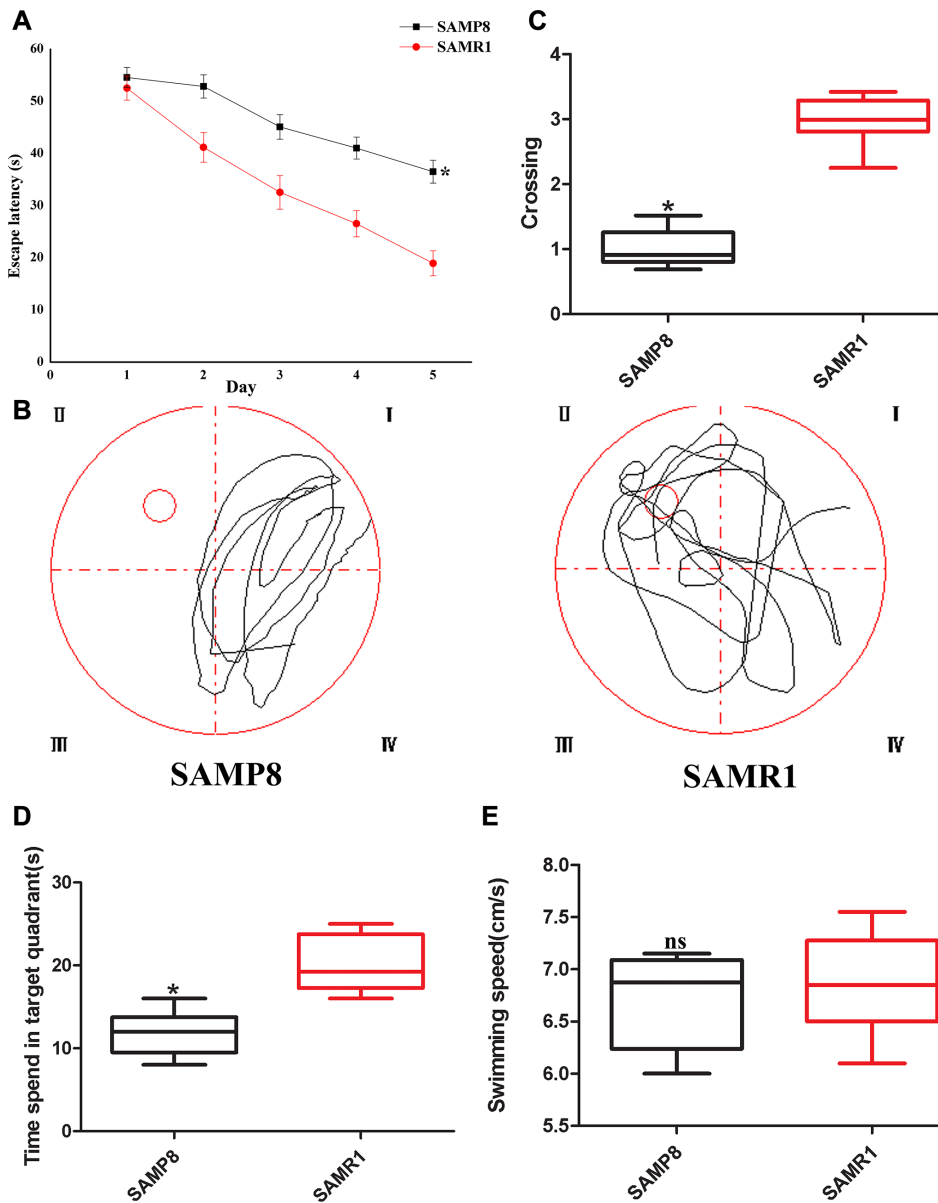 A
SAMP8
SAMR1
60
50
40
30
20
10
0
Escape latency (s)
*
0 1 2 3 4 5
Day
C
4
3
2
1
0
Crossing
*
SAMP8
SAMR1
B
II I
III IV
SAMP8
II I
III IV
SAMR1
D
30
20
10
0
Time spend in target quadrant(s)
*
SAMP8
SAMR1
E
8.0
7.5
7.0
6.5
6.0
5.5
Swimming speed(cm/s)
ns
SAMP8
SAMR1